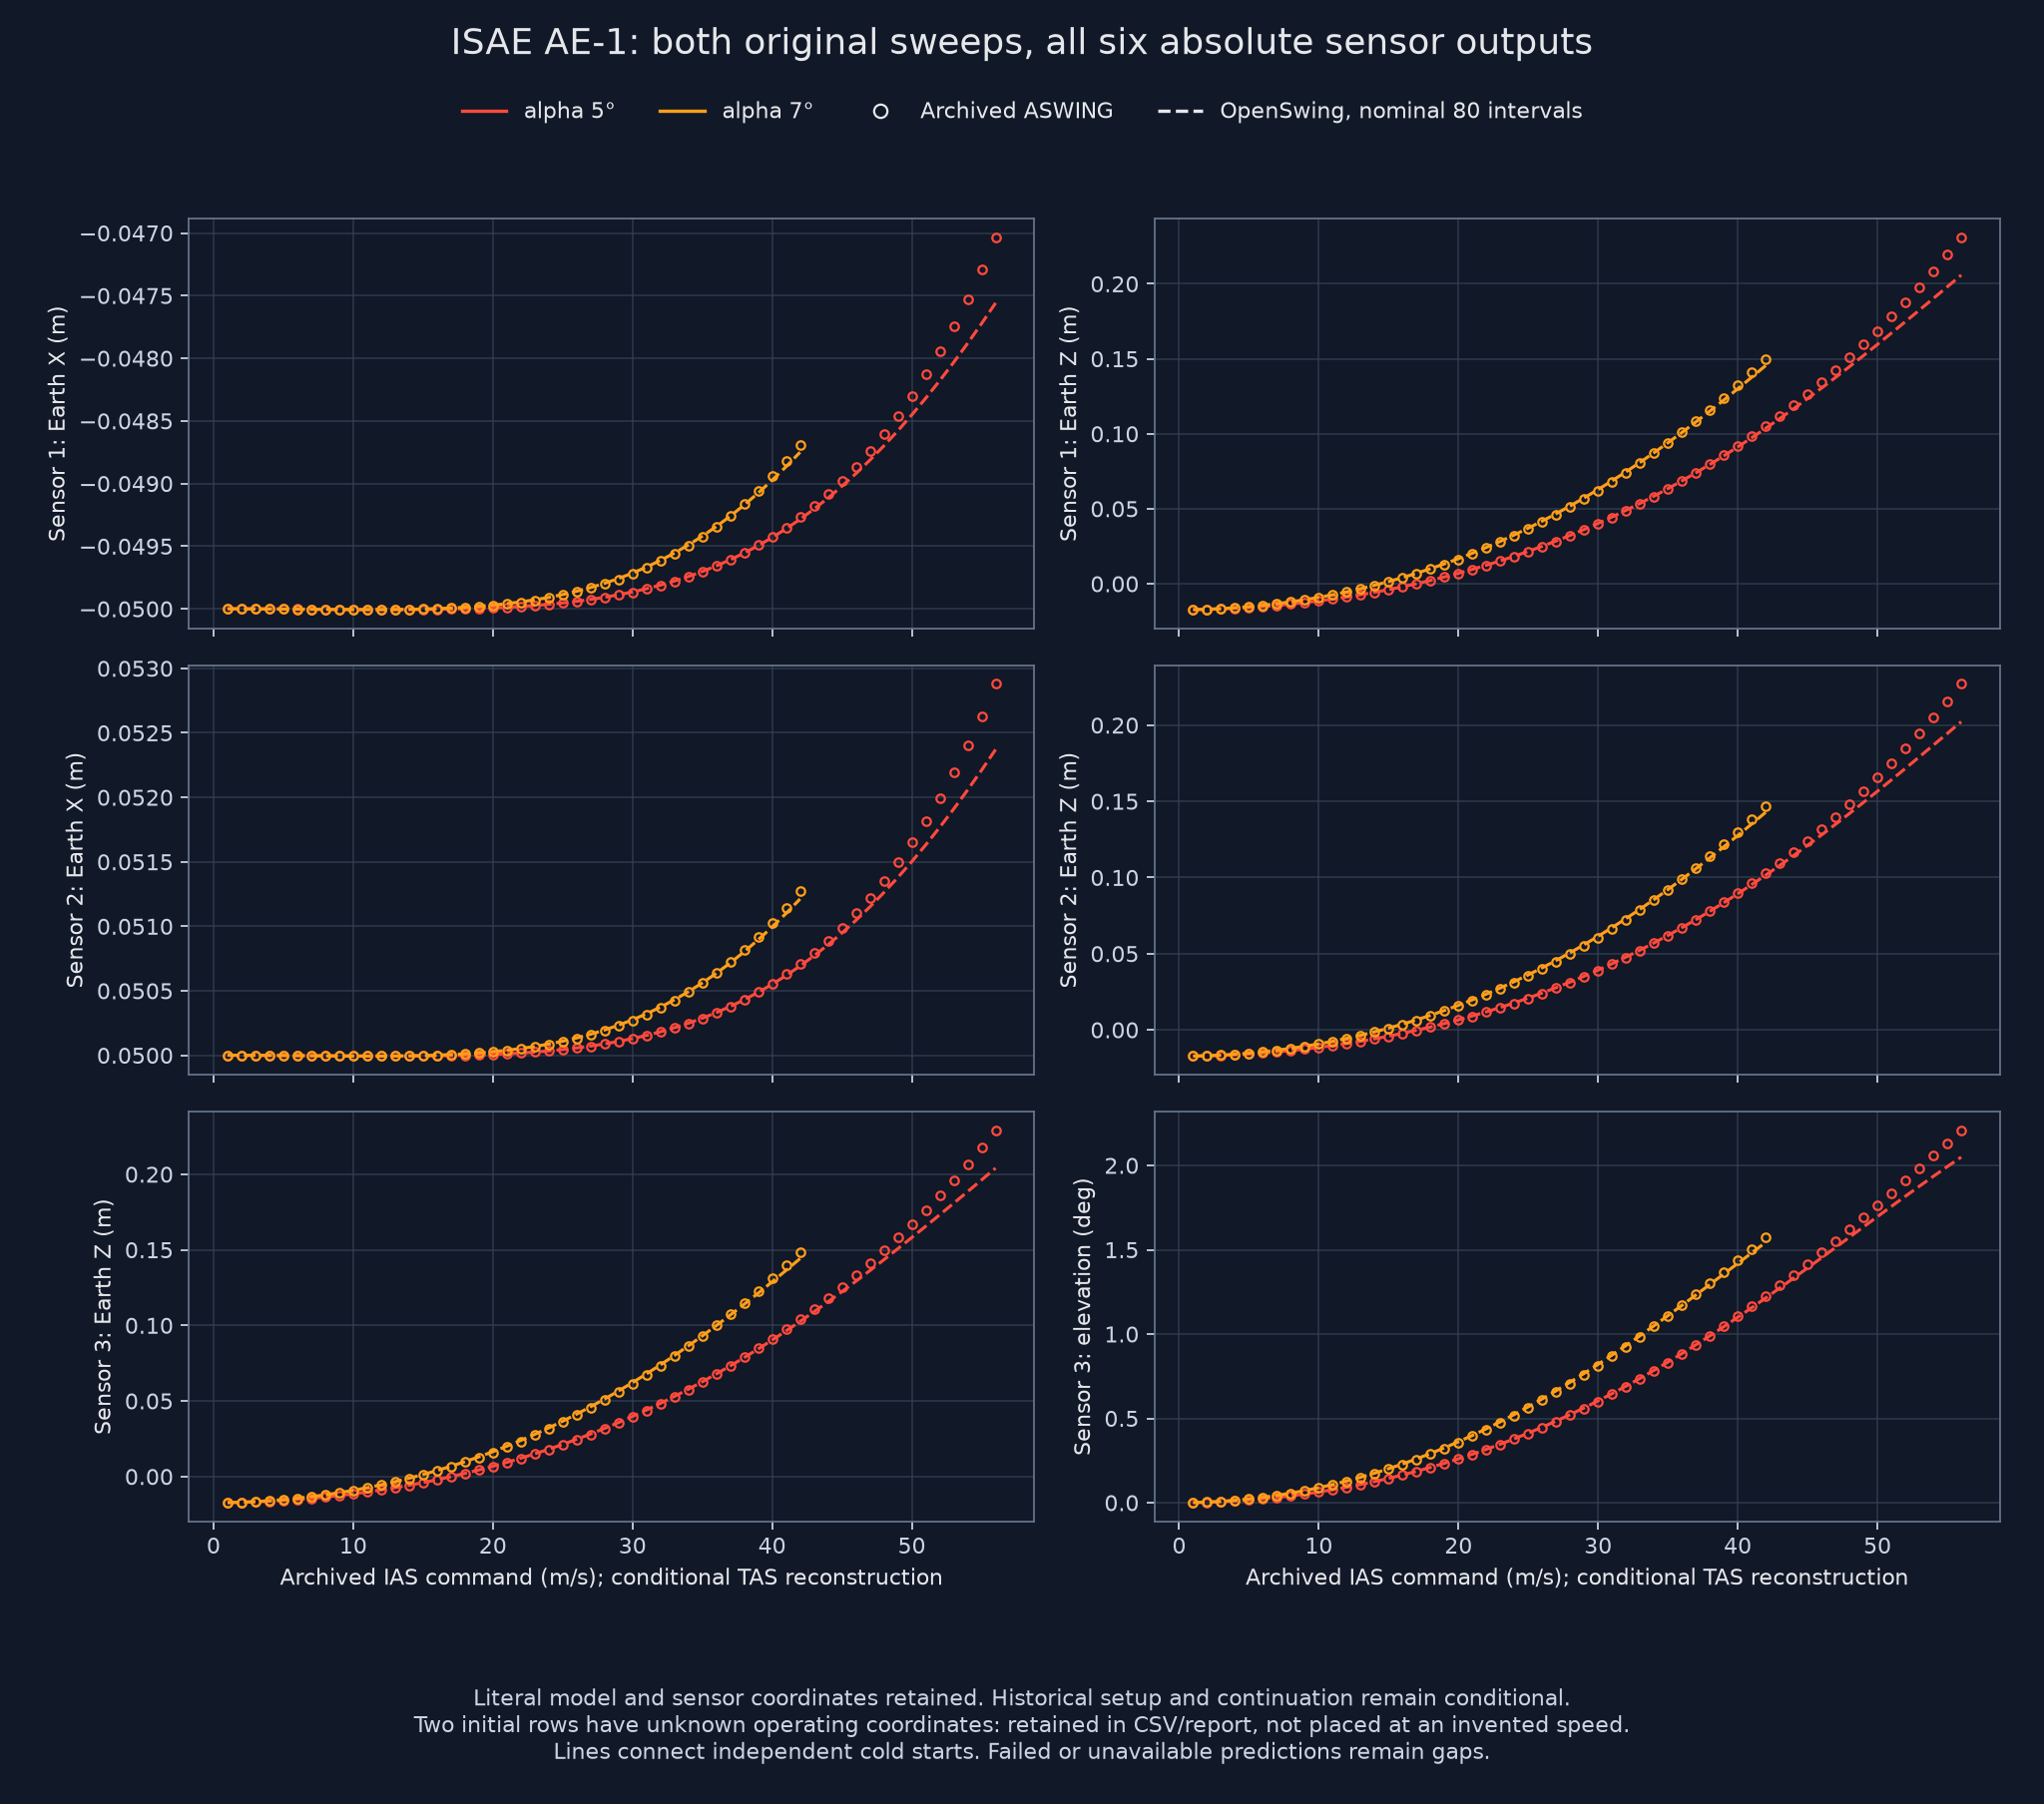 ISAE AE-1: both original sweeps, all six absolute sensor outputs
alpha 5° alpha 7° Archived ASWING OpenSwing, nominal 80 intervals
Sensor 1: Earth X (m)
−0.0470
−0.0475
−0.0480
−0.0485
−0.0490
−0.0495
−0.0500
Sensor 1: Earth Z (m)
0.20
0.15
0.10
0.05
0.00
Sensor 2: Earth X (m)
0.0530
0.0525
0.0520
0.0515
0.0510
0.0505
0.0500
Sensor 2: Earth Z (m)
0.20
0.15
0.10
0.05
0.00
Sensor 3: Earth Z (m)
0.20
0.15
0.10
0.05
0.00
0 10 20 30 40 50
Archived IAS command (m/s); conditional TAS reconstruction
Sensor 3: elevation (deg)
2.0
1.5
1.0
0.5
0.0
0 10 20 30 40 50
Archived IAS command (m/s); conditional TAS reconstruction
Literal model and sensor coordinates retained. Historical setup and continuation remain conditional.
Two initial rows have unknown operating coordinates: retained in CSV/report, not placed at an invented speed.
Lines connect independent cold starts. Failed or unavailable predictions remain gaps.